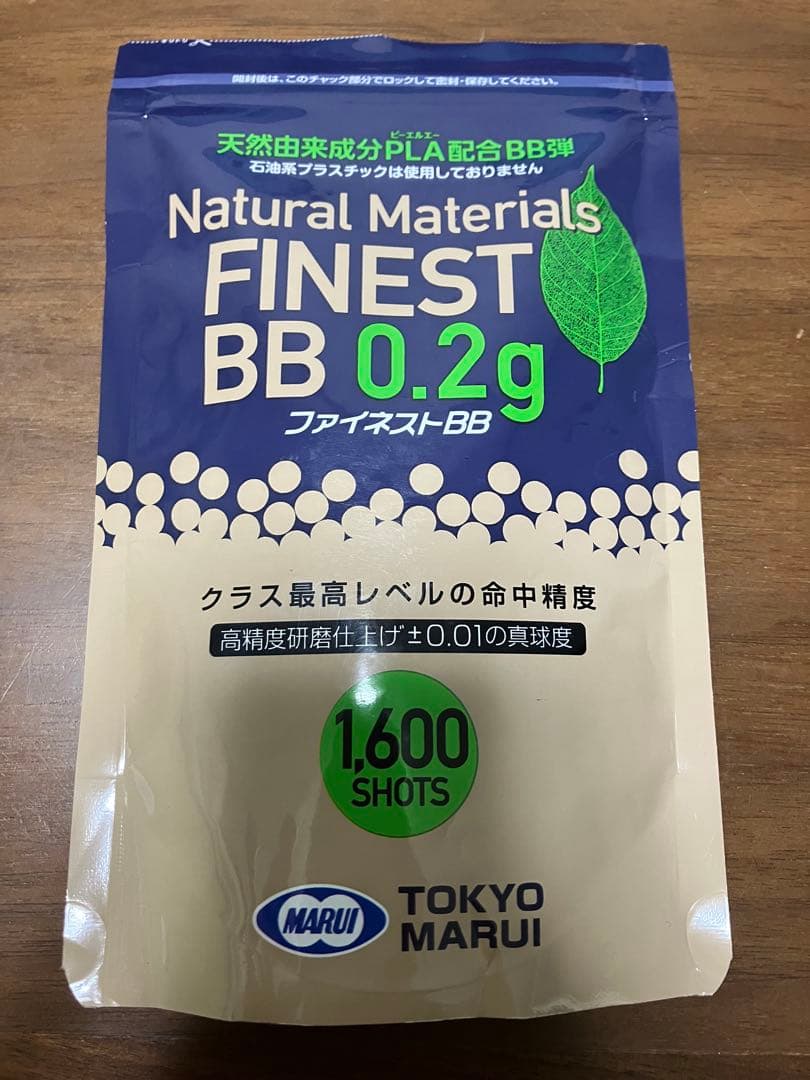 開封後は、このチャック部分でロックして密封・保存してください。
ピーエルエー
天然由来成分PLA配合BB弾
石油系プラスチックは使用しておりません
Natural Materials
FINEST
BB 0.2g
ファイネストBB
クラス最高レベルの命中精度
高精度研磨仕上げ±0.01の真球度
1,600
SHOTS
MARUI
TOKYO
MARUI